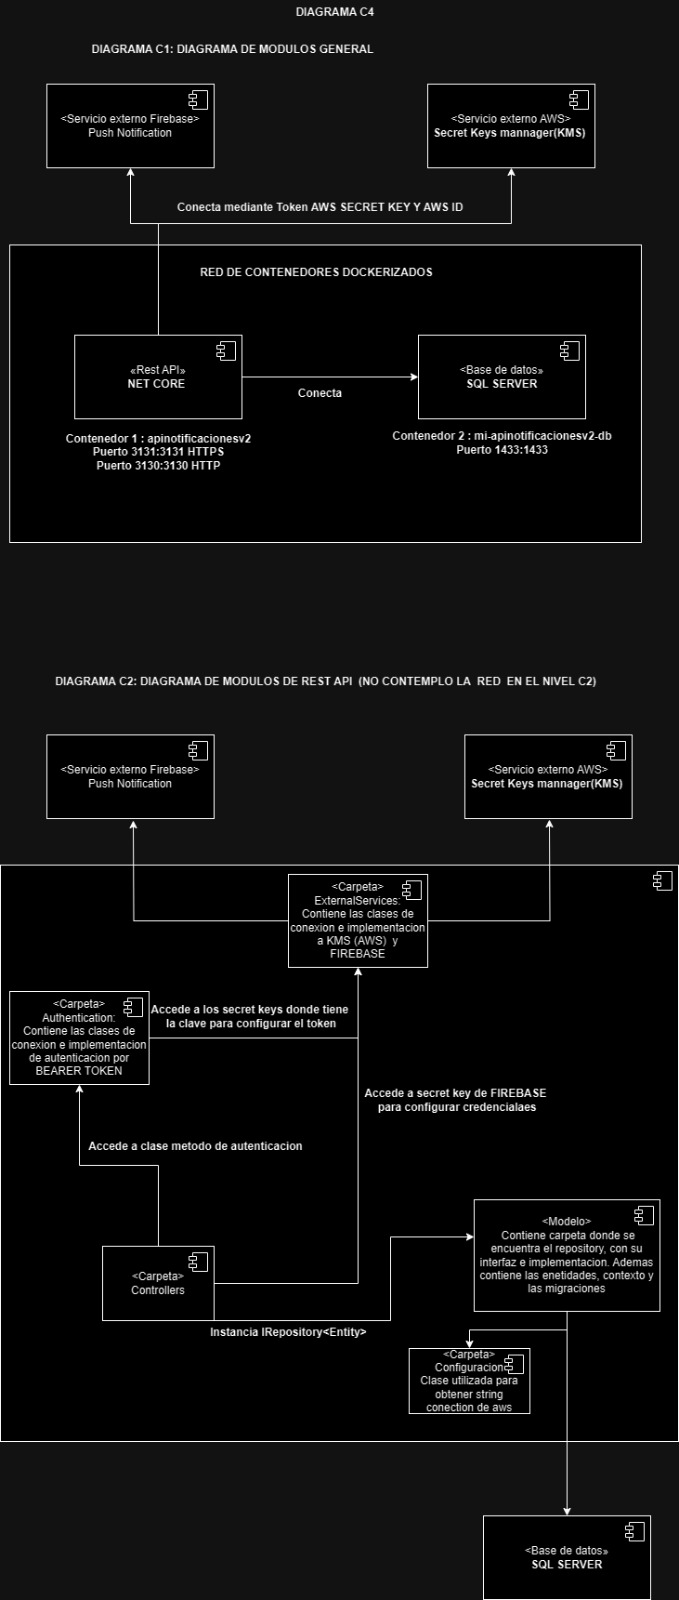 DIAGRAMA C4
DIAGRAMA C1: DIAGRAMA DE MODULOS GENERAL
<Servicio externo Firebase>
Push Notification
<Servicio externo AWS>
Secret Keys mannager(KMS)
Conecta mediante Token AWS SECRET KEY Y AWS ID
RED DE CONTENEDORES DOCKERIZADOS
«Rest API»
NET CORE
<Base de datos»
SQL SERVER
Conecta
Contenedor 1 : apinotificacionesv2
Puerto 3131:3131 HTTPS
Puerto 3130:3130 HTTP
Contenedor 2 : mi-apinotificacionesv2-db
Puerto 1433:1433
DIAGRAMA C2: DIAGRAMA DE MODULOS DE REST API (NO CONTEMPLO LA RED EN EL NIVEL C2)
<Servicio externo Firebase>
Push Notification
<Servicio externo AWS>
Secret Keys mannager(KMS)
<Carpeta>
ExternalServices:
Contiene las clases de
conexion e implementacion
a KMS (AWS) y
FIREBASE
<Carpeta>
Authentication:
Contiene las clases de
conexion e implementacion
de autenticacion por
BEARER TOKEN
Accede a los secret keys donde tiene
la clave para configurar el token
Accede a secret key de FIREBASE
para configurar credencialaes
Accede a clase metodo de autenticacion
<Modelo>
Contiene carpeta donde se
encuentra el repository, con su
interfaz e implementacion. Ademas
contiene las enetidades, contexto y
las migraciones
<Carpeta>
Controllers
Instancia IRepository<Entity>
<Carpeta>
Configuracion
Clase utilizada para
obtener string
conection de aws
<Base de datos»
SQL SERVER